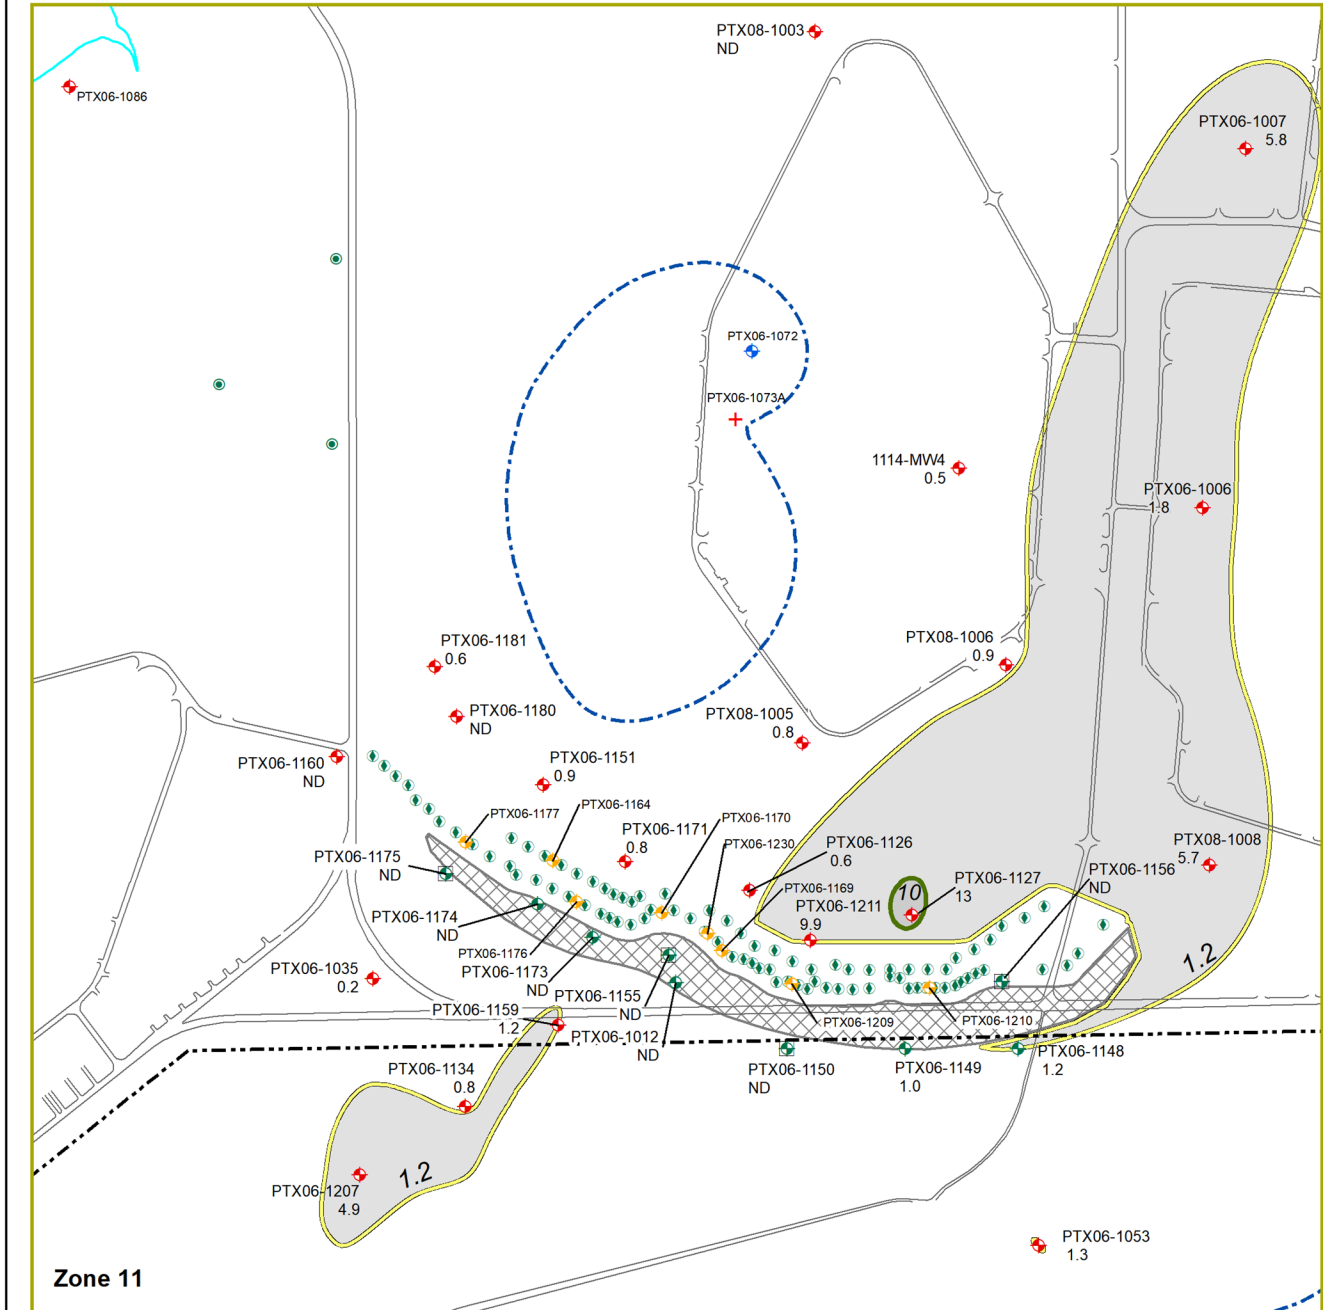 PTX08-1003
ND
PTX06-1086
PTX06-1007
5.8
PTX06-1072
PTX06-1073A
1114-MW4
0.5
PTX06-1006
1.8
PTX06-1181
0.6
PTX08-1006
0.9
PTX06-1180
ND
PTX08-1005
0.8
PTX06-1160
ND
PTX06-1151
0.9
PTX06-1177
PTX06-1164
PTX06-1171
0.8
PTX06-1170
PTX06-1230
PTX06-1126
0.6
PTX08-1008
5.7
PTX06-1175
ND
PTX06-1169
PTX06-1211
9.9
10
PTX06-1127
13
PTX06-1156
ND
PTX06-1174
ND
PTX06-1176
PTX06-1173
ND
PTX06-1035
0.2
PTX06-1155
ND
1.2
PTX06-1159
1.2
PTX06-1012
ND
PTX06-1209
PTX06-1210
PTX06-1134
0.8
PTX06-1150
ND
PTX06-1149
1.0
PTX06-1148
1.2
1.2
PTX06-1207
4.9
PTX06-1053
1.3
Zone 11